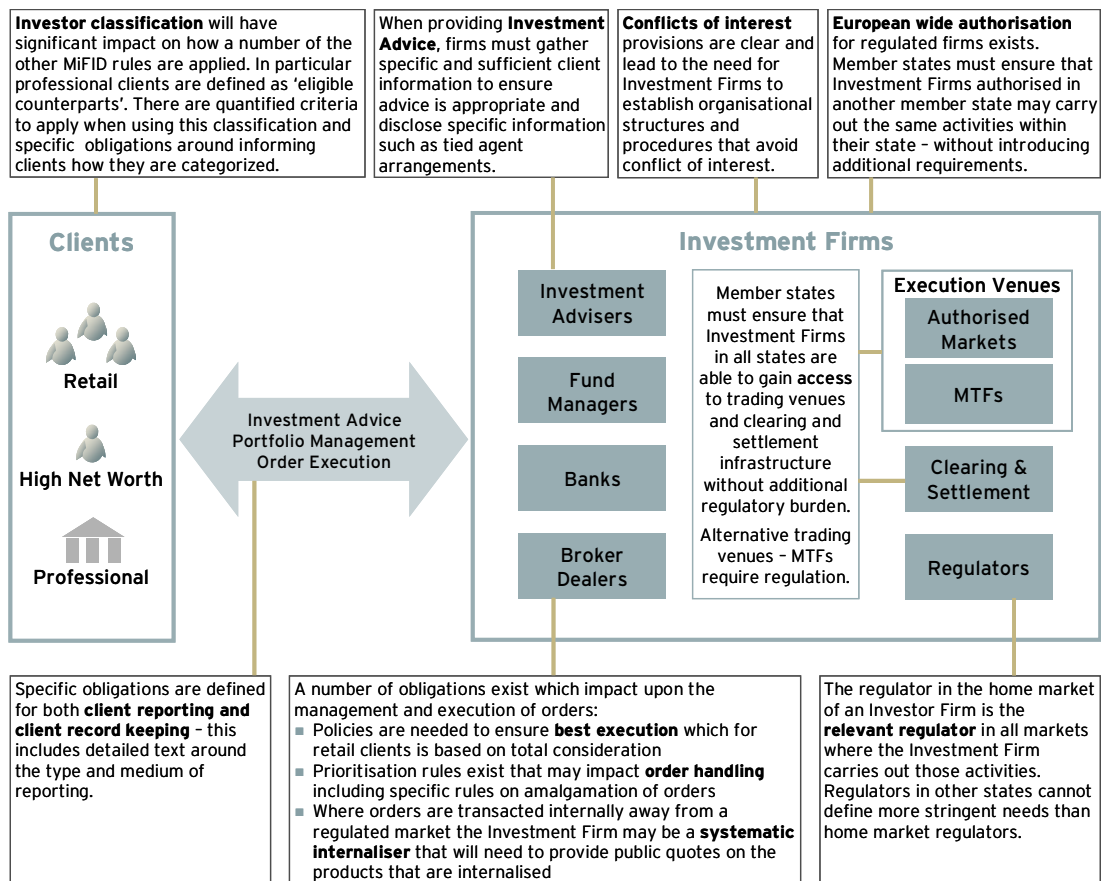 Investor classification will have
significant impact on how a number of the
other MiFID rules are applied. In particular
professional clients are defined as ‘eligible
counterparts’. There are quantified criteria
to apply when using this classification and
specific obligations around informing
clients how they are categorized.
When providing Investment
Advice, firms must gather
specific and sufficient client
information to ensure
advice is appropriate and
disclose specific information
such as tied agent
arrangements.
Conflicts of interest
provisions are clear and
lead to the need for
Investment Firms to
establish organisational
structures and
procedures that avoid
conflict of interest.
European wide authorisation
for regulated firms exists.
Member states must ensure that
Investment Firms authorised in
another member state may carry
out the same activities within
their state – without introducing
additional requirements.
Clients
Retail
High Net Worth
Professional
Investment Advice
Portfolio Management
Order Execution
Investment Firms
Investment
Advisers
Fund
Managers
Banks
Broker
Dealers
Member states
must ensure that
Investment Firms
in all states are
able to gain access
to trading venues
and clearing and
settlement
infrastructure
without additional
regulatory burden.
Alternative trading
venues – MTFs
require regulation.
Execution Venues
Authorised
Markets
MTFs
Clearing &
Settlement
Regulators
Specific obligations are defined
for both client reporting and
client record keeping – this
includes detailed text around
the type and medium of
reporting.
A number of obligations exist which impact upon the
management and execution of orders:
■ Policies are needed to ensure best execution which for
retail clients is based on total consideration
■ Prioritisation rules exist that may impact order handling
including specific rules on amalgamation of orders
■ Where orders are transacted internally away from a
regulated market the Investment Firm may be a systematic
internaliser that will need to provide public quotes on the
products that are internalised
The regulator in the home market
of an Investor Firm is the
relevant regulator in all markets
where the Investment Firm
carries out those activities.
Regulators in other states cannot
define more stringent needs than
home market regulators.